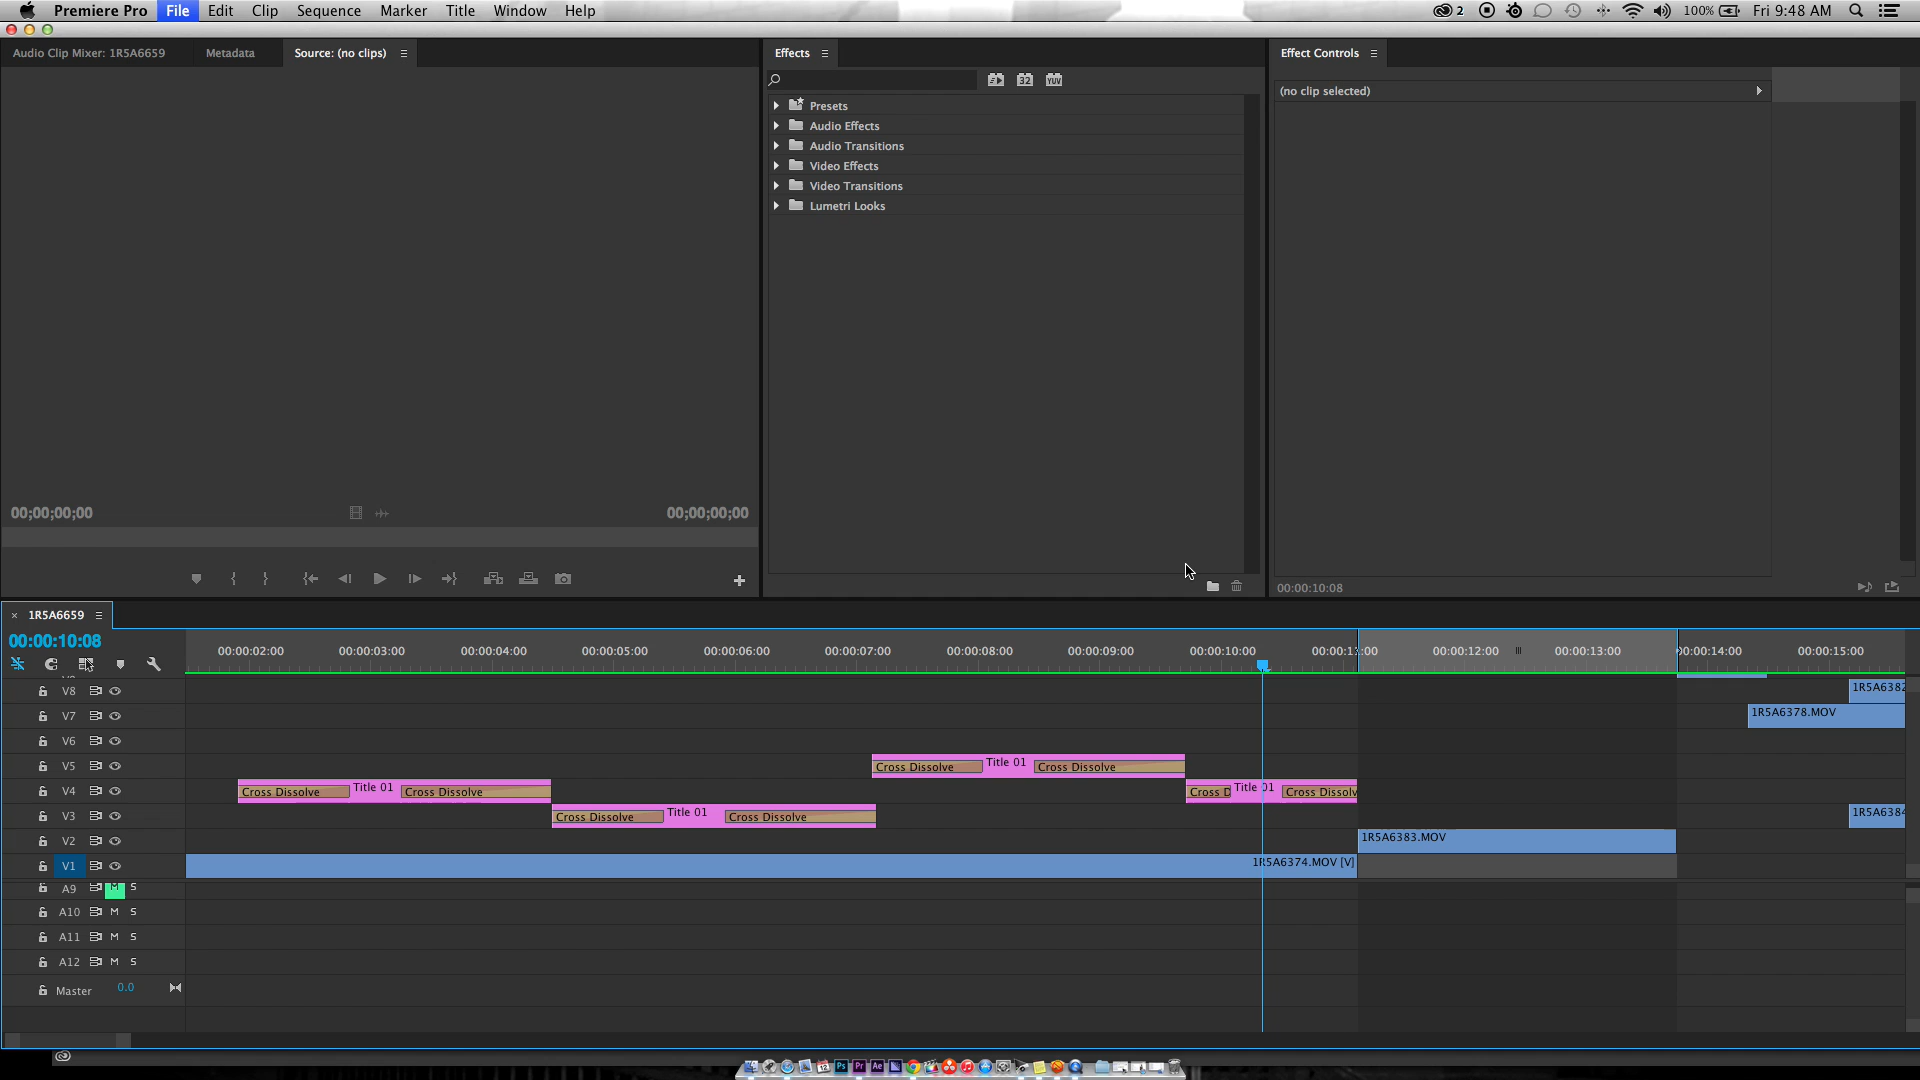 Premiere Pro File Edit Clip Sequence Marker Title Window Help 2 100% Fri 9:48 AM
Audio Clip Mixer: 1R5A6659 Metadata Source: (no clips) Effects Effect Controls
32 YUV
(no clip selected)
Presets
Audio Effects
Audio Transitions
Video Effects
Video Transitions
Lumetri Looks
00;00;00;00 00;00;00;00
00:00:10:08
1R5A6659
00:00:10:08
00:00:02:00 00:00:03:00 00:00:04:00 00:00:05:00 00:00:06:00 00:00:07:00 00:00:08:00 00:00:09:00 00:00:10:00 00:00:11:00 00:00:12:00 00:00:13:00 00:00:14:00 00:00:15:00
V8 1R5A6382
V7 1R5A6378.MOV
V6
V5 Cross Dissolve Title 01 Cross Dissolve
V4 Cross Dissolve Title 01 Cross Dissolve Cross D Title 01 Cross Dissolv
V3 Cross Dissolve Title 01 Cross Dissolve 1R5A6384
V2 1R5A6383.MOV
V1 1R5A6374.MOV [V]
A9 M S
A10 M S
A11 M S
A12 M S
Master 0.0
Ps Pr Ae